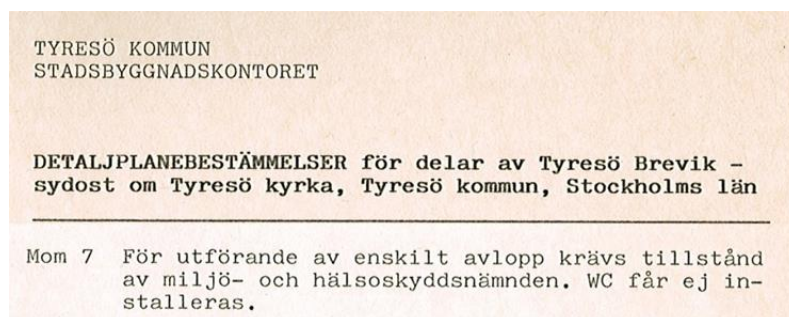 TYRESÖ KOMMUN
STADSBYGGNADSKONTORET
DETALJPLANEBESTÄMMELSER för delar av Tyresö Brevik -
sydost om Tyresö kyrka, Tyresö kommun, Stockholms län
Mom 7 För utförande av enskilt avlopp krävs tillstånd
av miljö- och hälsoskyddsnämnden. WC får ej in-
stalleras.